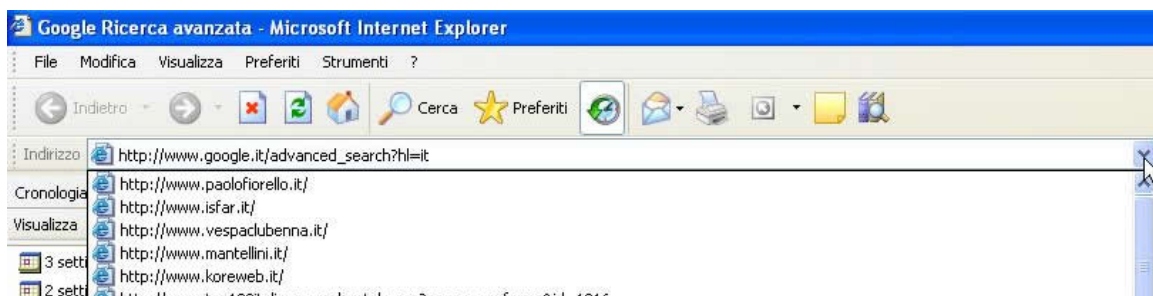 Google Ricerca avanzata - Microsoft Internet Explorer
File Modifica Visualizza Preferiti Strumenti ?
Indietro Cerca Preferiti
Indirizzo http://www.google.it/advanced_search?hl=it
Cronologia http://www.paolofiorello.it/
http://www.isfar.it/
Visualizza http://www.vespaclubenna.it/
3 setti http://www.mantellini.it/
http://www.koreweb.it/
2 setti